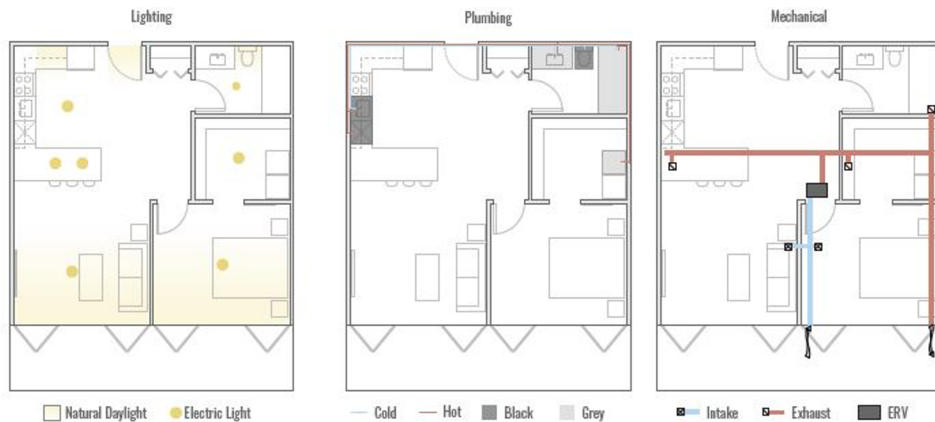 Lighting
Plumbing
Mechanical
Natural Daylight
Electric Light
Cold
Hot
Black
Grey
Intake
Exhaust
ERV